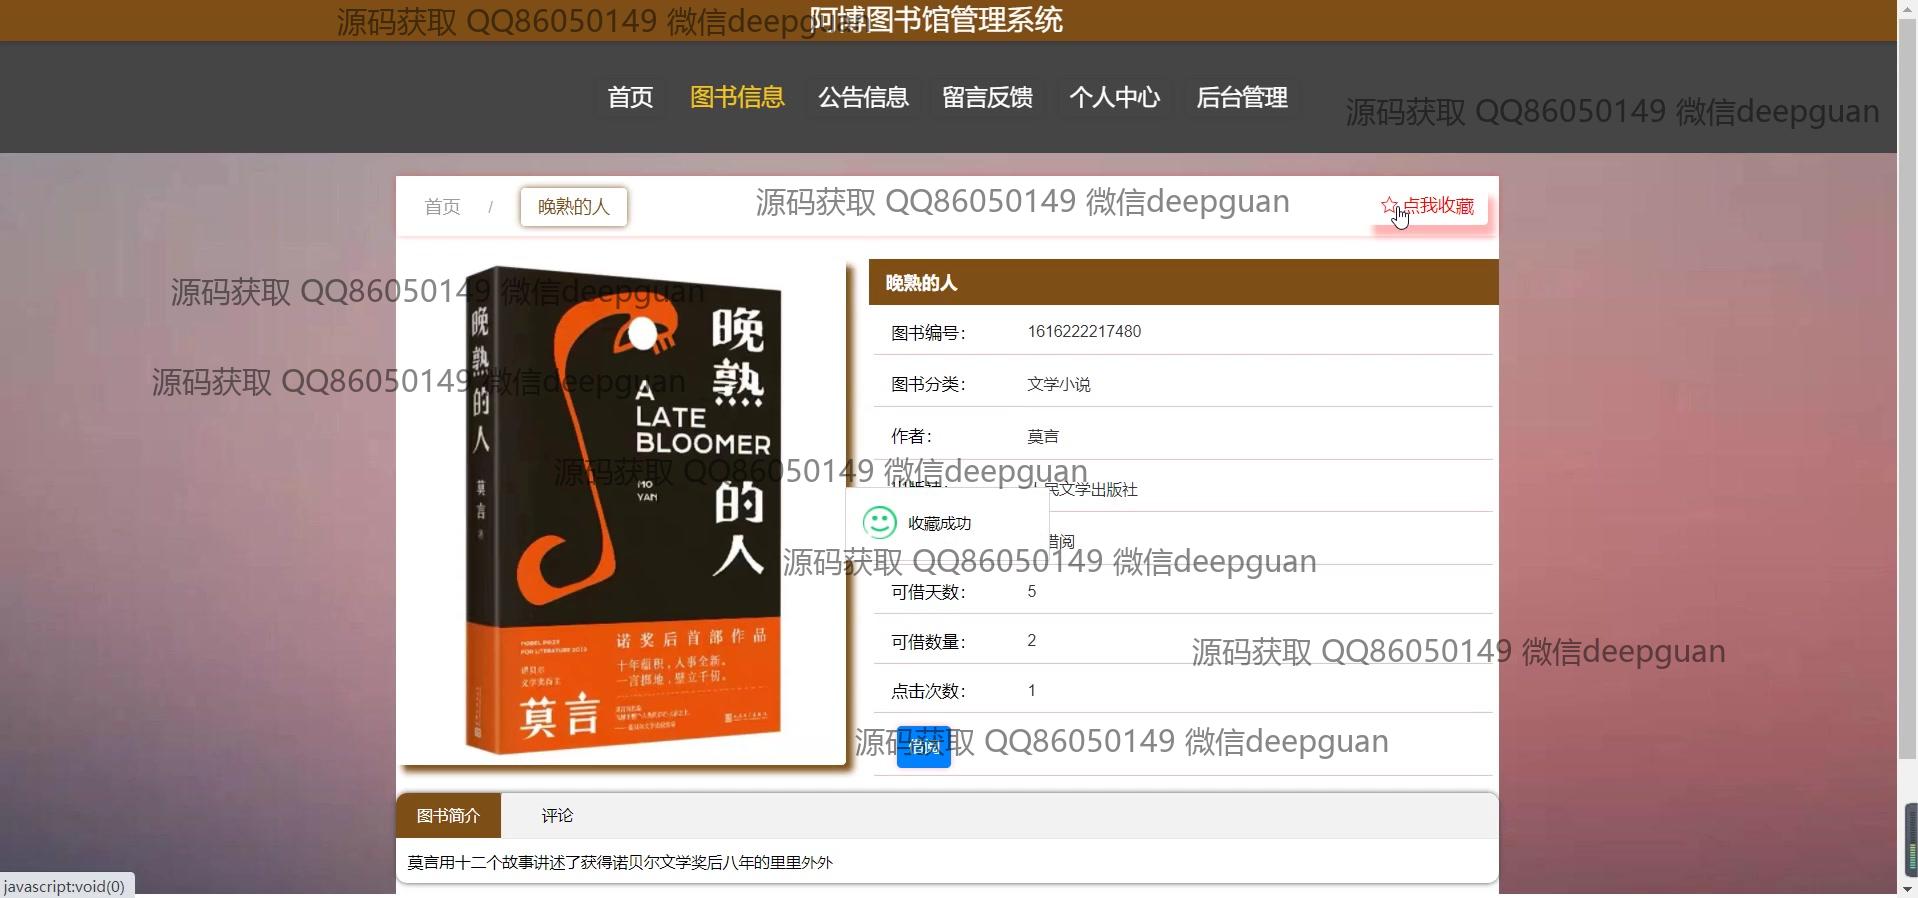 阿博图书馆管理系统
源码获取 QQ86050149 微信deepguan
首页 图书信息 公告信息 留言反馈 个人中心 后台管理
源码获取 QQ86050149 微信deepguan
首页 / 晚熟的人
源码获取 QQ86050149 微信deepguan
☆点我收藏
晚熟的人
源码获取 QQ86050149 微信deepguan
图书编号： 1616222217480
图书分类： 文学小说
源码获取 QQ86050149 微信deepguan
作者： 莫言
源码获取 QQ86050149 微信deepguan
民文学出版社
收藏成功
借阅
源码获取 QQ86050149 微信deepguan
可借天数： 5
可借数量： 2
源码获取 QQ86050149 微信deepguan
点击次数： 1
借阅
源码获取 QQ86050149 微信deepguan
晚熟的人
莫言
晚熟的人
A
LATE
BLOOMER
MO
YAN
诺奖后首部作品
十年蕴积，人事全新。
一言掷地，壁立千仞。
诺贝尔
文学奖得主
莫言
图书简介 评论
莫言用十二个故事讲述了获得诺贝尔文学奖后八年的里里外外
javascript:void(0)